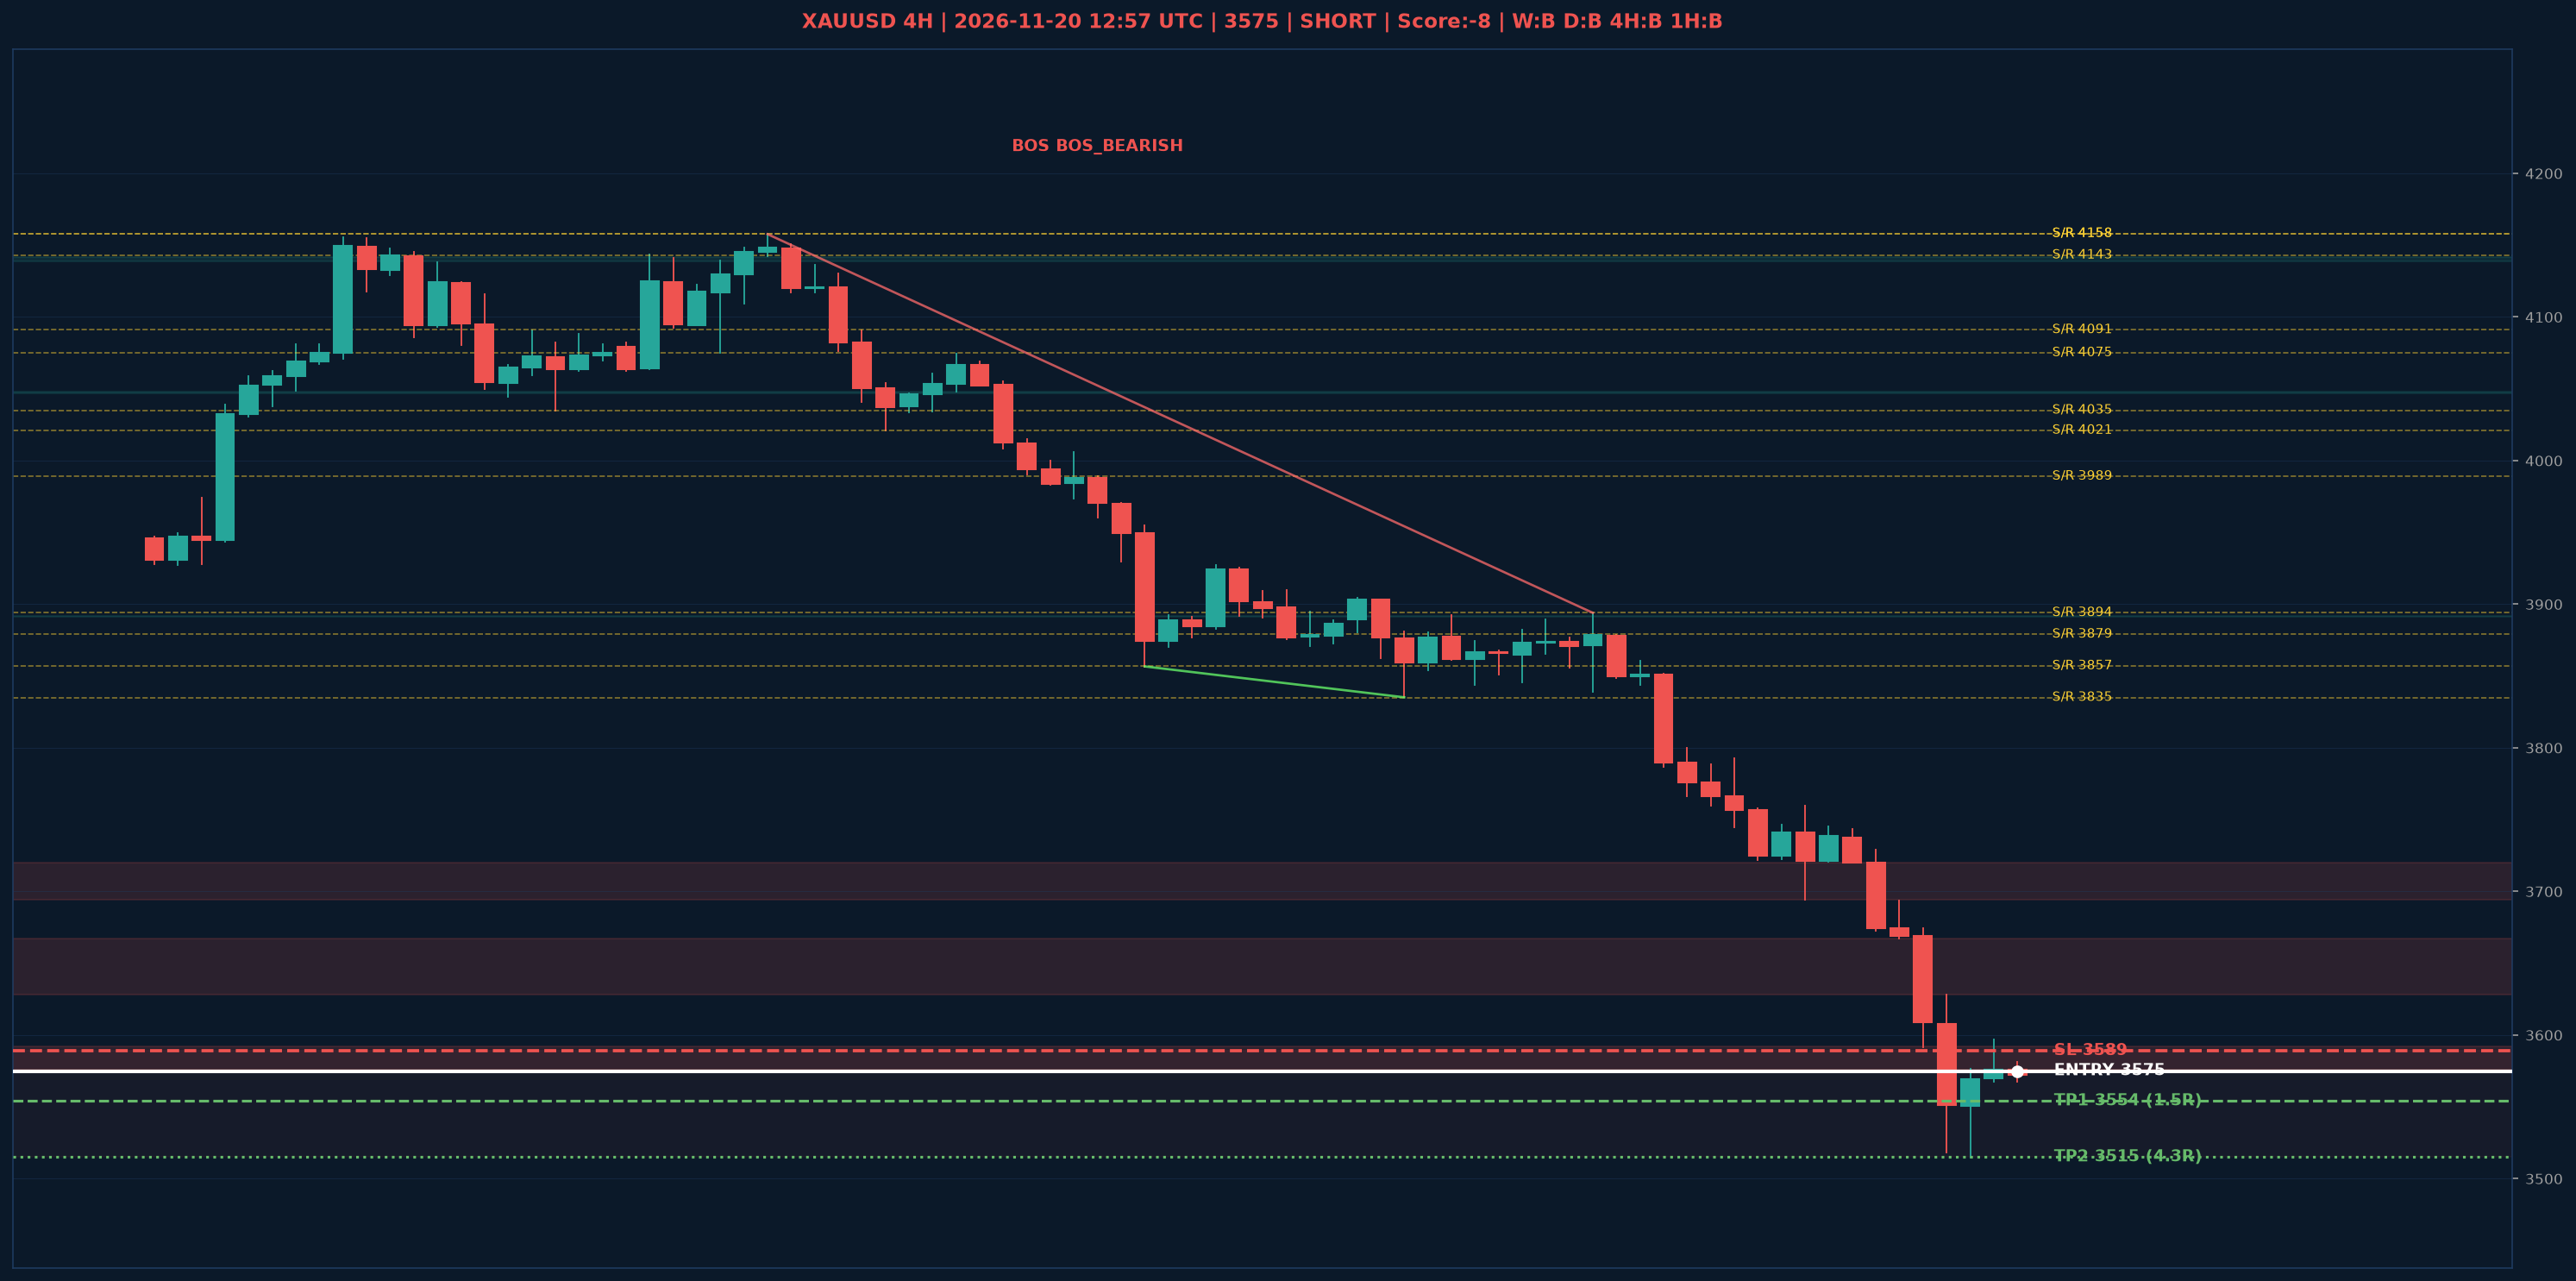 XAUUSD 4H | 2026-11-20 12:57 UTC | 3575 | SHORT | Score:-8 | W:B D:B 4H:B 1H:B
BOS BOS_BEARISH
4200
S/R 4158
S/R 4143
4100
S/R 4091
S/R 4075
S/R 4035
S/R 4021
4000
S/R 3989
3900
S/R 3894
S/R 3879
S/R 3857
S/R 3835
3800
3700
3600
SL 3589
ENTRY 3575
TP1 3554 (1.5R)
TP2 3515 (4.3R)
3500